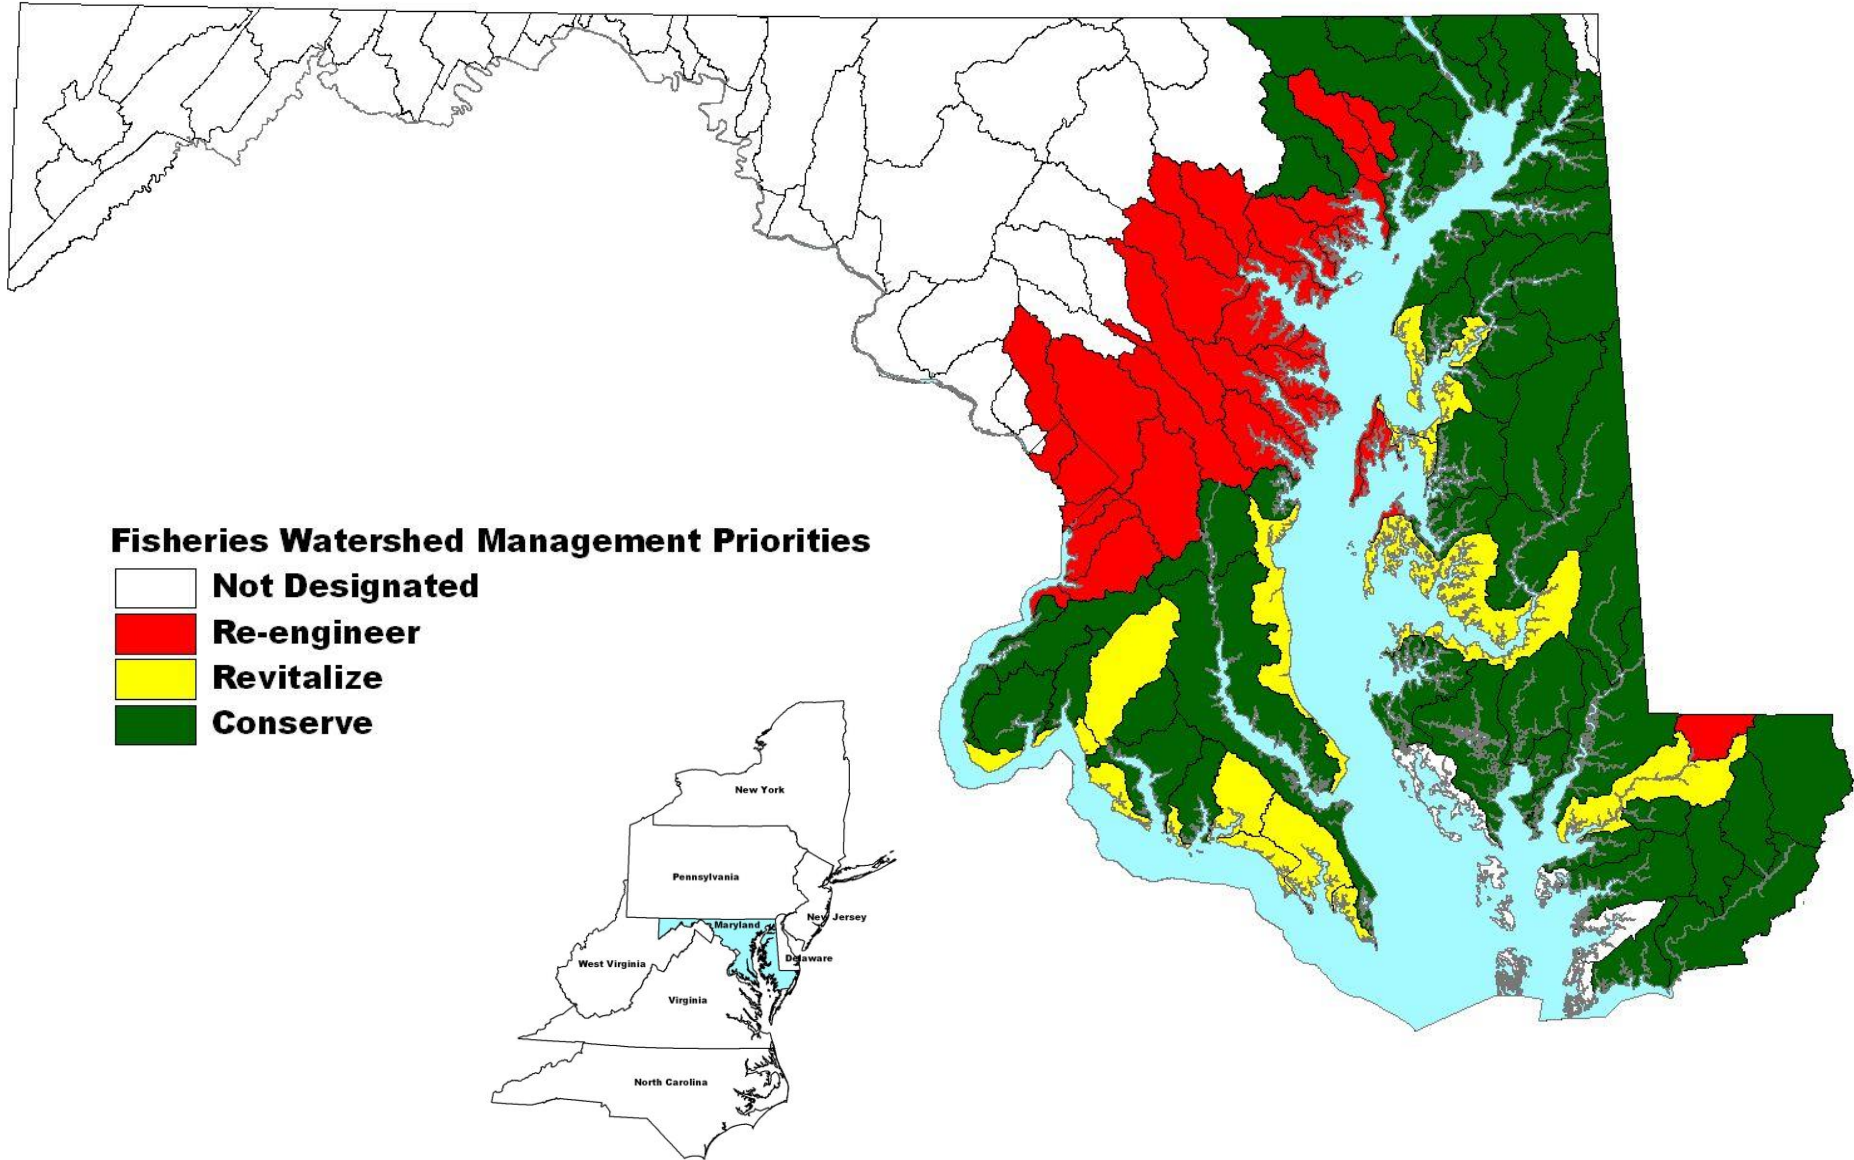 Fisheries Watershed Management Priorities
Not Designated
Re-engineer
Revitalize
Conserve
New York
Pennsylvania
New Jersey
Maryland
Delaware
West Virginia
Virginia
North Carolina